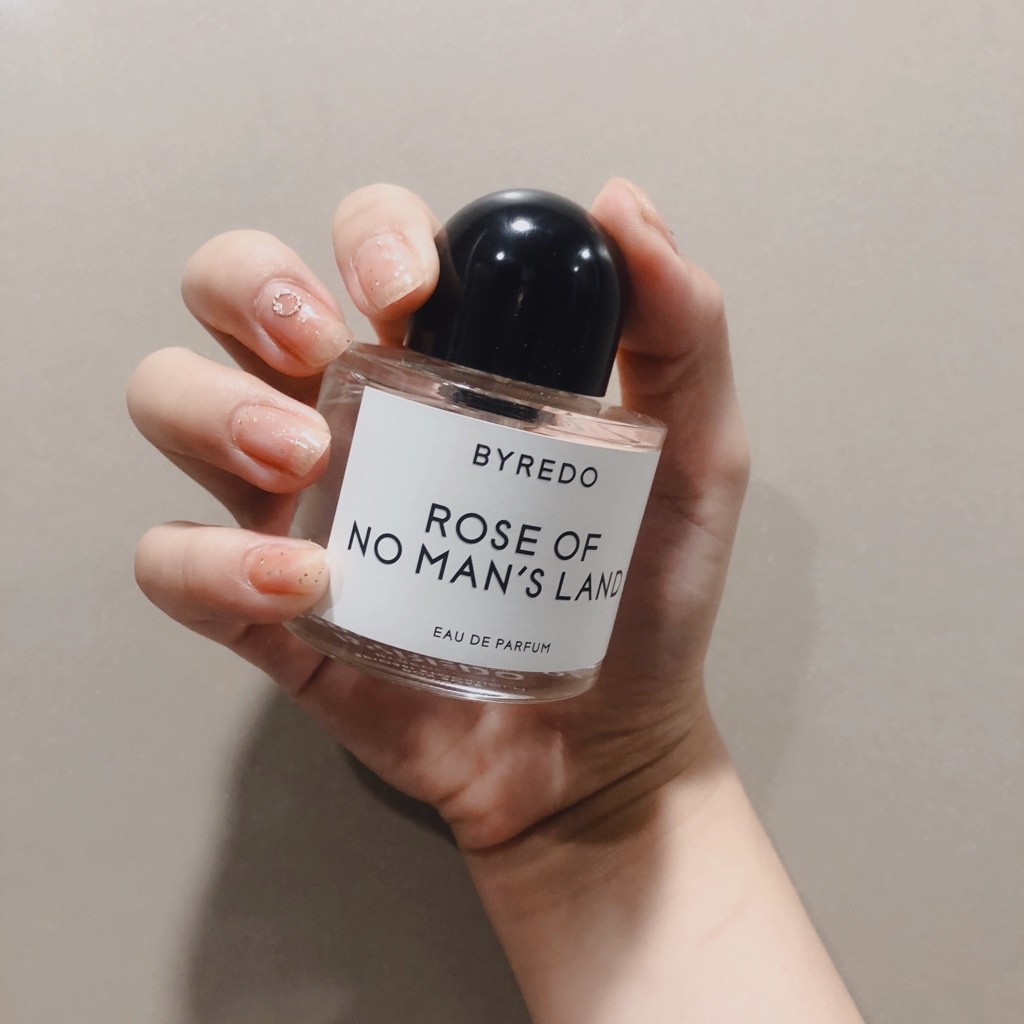 BYREDO
ROSE OF
NO MAN'S LAND
EAU DE PARFUM